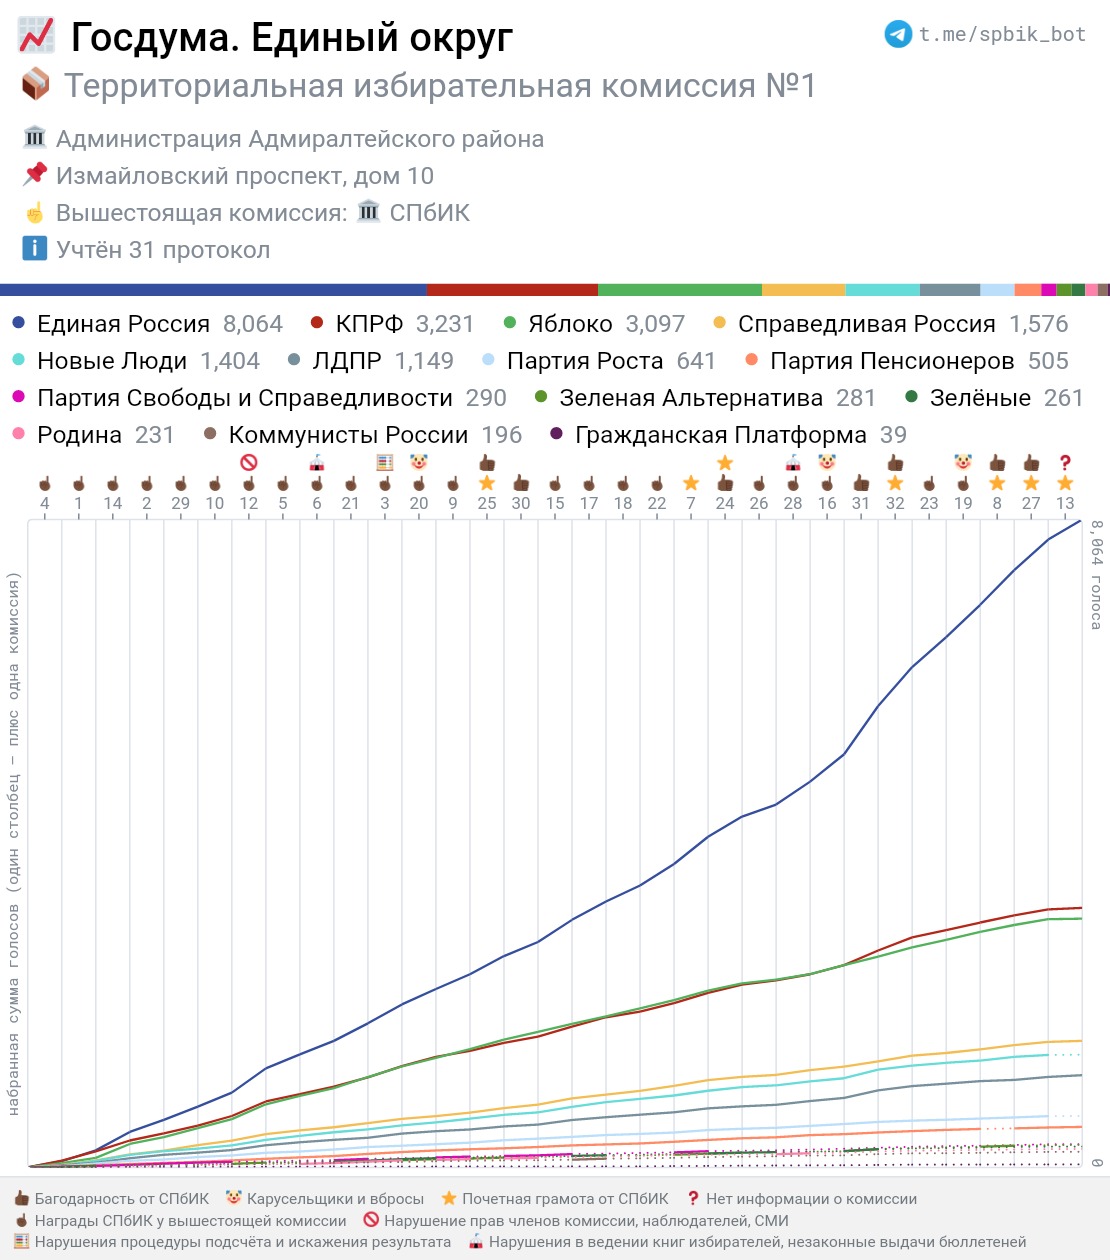 Госдума. Единый округ
t.me/spbik_bot
Территориальная избирательная комиссия №1
Администрация Адмиралтейского района
Измайловский проспект, дом 10
Вышестоящая комиссия: СПбИК
Учтён 31 протокол
Единая Россия 8,064 КПРФ 3,231 Яблоко 3,097 Справедливая Россия 1,576
Новые Люди 1,404 ЛДПР 1,149 Партия Роста 641 Партия Пенсионеров 505
Партия Свободы и Справедливости 290 Зеленая Альтернатива 281 Зелёные 261
Родина 231 Коммунисты России 196 Гражданская Платформа 39
4 1 14 2 29 10 12 5 6 21 3 20 9 25 30 15 17 18 22 7 24 26 28 16 31 32 23 19 8 27 13
набранная сумма голосов (один столбец — плюс одна комиссия)
8,064 голоса
0
Багодарность от СПбИК Карусельщики и вбросы Почетная грамота от СПбИК Нет информации о комиссии
Награды СПбИК у вышестоящей комиссии Нарушение прав членов комиссии, наблюдателей, СМИ
Нарушения процедуры подсчёта и искажения результата Нарушения в ведении книг избирателей, незаконные выдачи бюллетеней